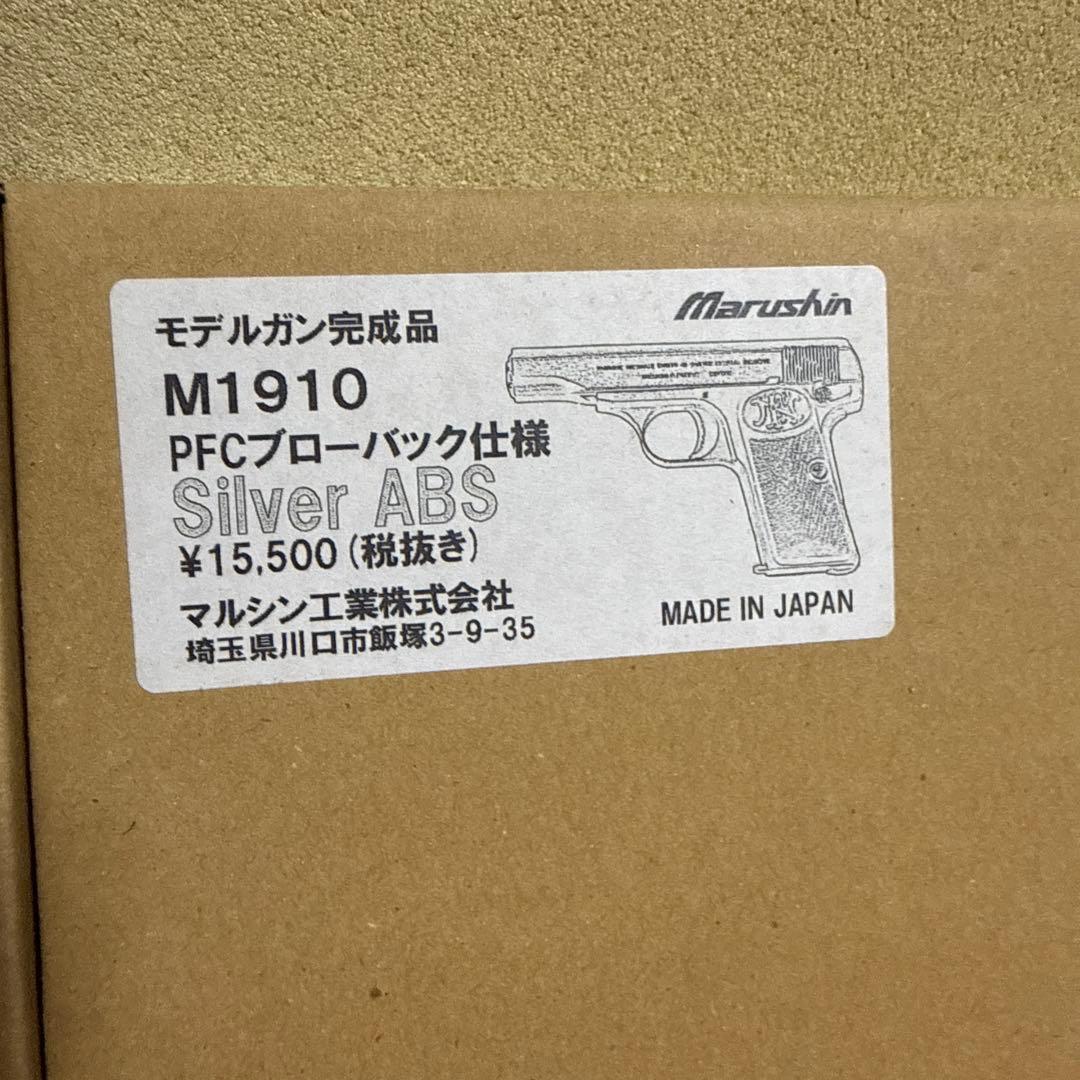 Marushin
モデルガン完成品
M1910
PFCブローバック仕様
Silver ABS
¥15,500(税抜き)
マルシン工業株式会社
埼玉県川口市飯塚3-9-35
MADE IN JAPAN
FN